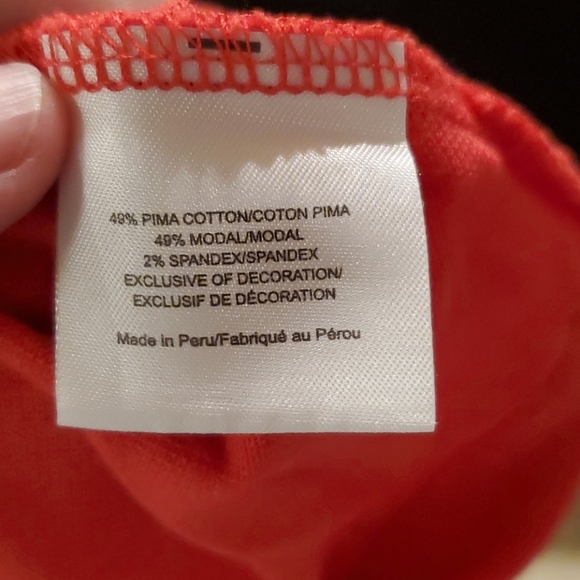 49% PIMA COTTON/COTON PIMA
49% MODAL/MODAL
2% SPANDEX/SPANDEX
EXCLUSIVE OF DECORATION/
EXCLUSIF DE DÉCORATION
Made in Peru/Fabriqué au Pérou